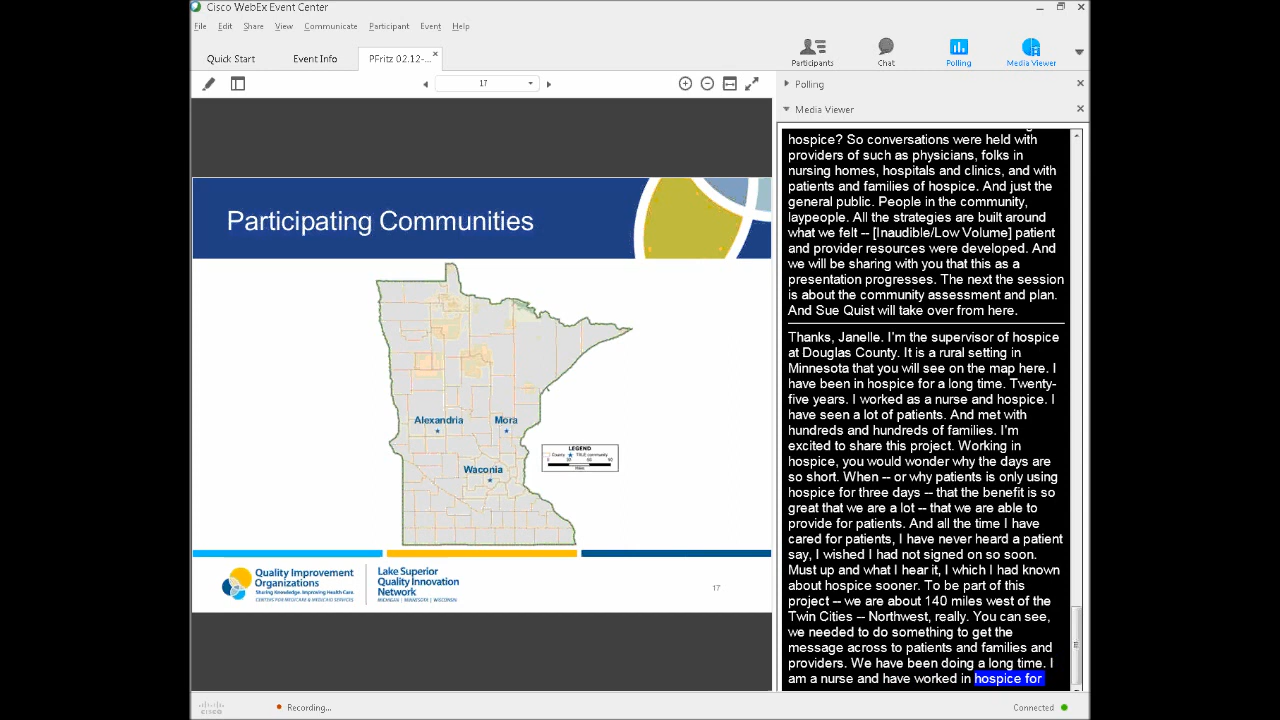 Cisco WebEx Event Center
File Edit Share View Communicate Participant Event Help
Quick Start Event Info PFritz 02.12-...
Participants Chat Polling Media Viewer
17
Polling
Media Viewer
Participating Communities
Alexandria
Mora
Waconia
LEGEND
County TRUE community
Miles
Quality Improvement
Organizations
Sharing Knowledge. Improving Health Care.
CENTERS FOR MEDICARE & MEDICAID SERVICES
Lake Superior
Quality Innovation
Network
MICHIGAN | MINNESOTA | WISCONSIN
17
hospice? So conversations were held with
providers of such as physicians, folks in
nursing homes, hospitals and clinics, and with
patients and families of hospice. And just the
general public. People in the community,
laypeople. All the strategies are built around
what we felt -- [Inaudible/Low Volume] patient
and provider resources were developed. And
we will be sharing with you that this as a
presentation progresses. The next the session
is about the community assessment and plan.
And Sue Quist will take over from here.
Thanks, Janelle. I'm the supervisor of hospice
at Douglas County. It is a rural setting in
Minnesota that you will see on the map here. I
have been in hospice for a long time. Twenty-
five years. I worked as a nurse and hospice. I
have seen a lot of patients. And met with
hundreds and hundreds of families. I'm
excited to share this project. Working in
hospice, you would wonder why the days are
so short. When -- or why patients is only using
hospice for three days -- that the benefit is so
great that we are a lot -- that we are able to
provide for patients. And all the time I have
cared for patients, I have never heard a patient
say, I wished I had not signed on so soon.
Must up and what I hear it, I which I had known
about hospice sooner. To be part of this
project -- we are about 140 miles west of the
Twin Cities -- Northwest, really. You can see,
we needed to do something to get the
message across to patients and families and
providers. We have been doing a long time. I
am a nurse and have worked in hospice for
cisco
Recording...
Connected